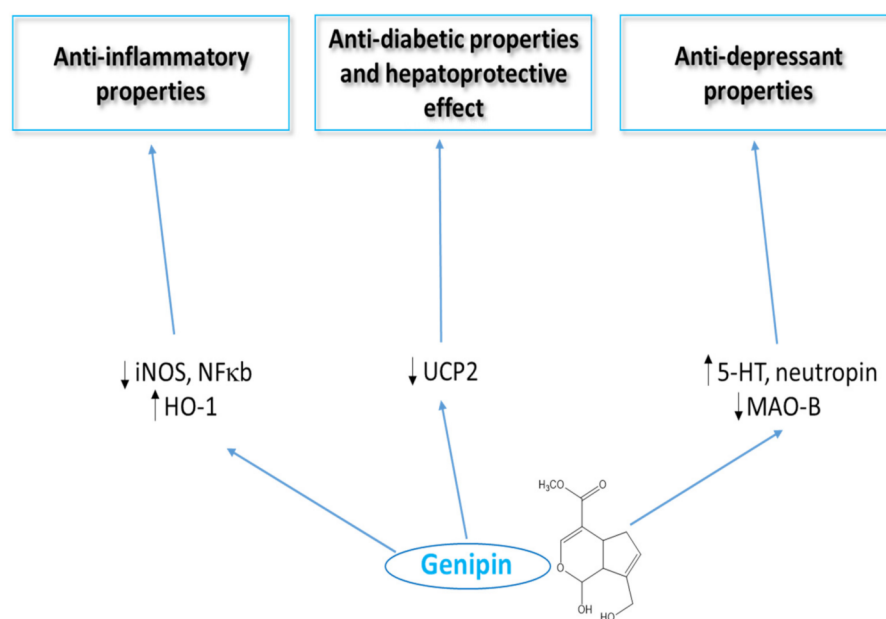 Anti-inflammatory
properties
Anti-diabetic properties
and hepatoprotective
effect
Anti-depressant
properties
↓ iNOS, NFκb
↑ HO-1
↓ UCP2
↑ 5-HT, neutropin
↓ MAO-B
Genipin
H₃CO
O
O
OH
HO